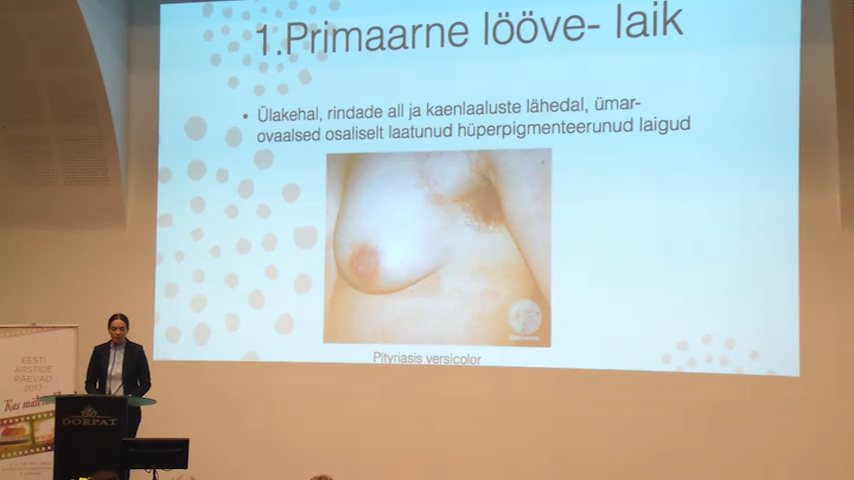 1.Primaarne lööve- laik
• Ülakehal, rindade all ja kaenlaaluste lähedal, ümar-
ovaalsed osaliselt laatunud hüperpigmenteerunud laigud
Pityriasis versicolor
EESTI
ARSTIDE
PÄEVAD
2017
DORPAT